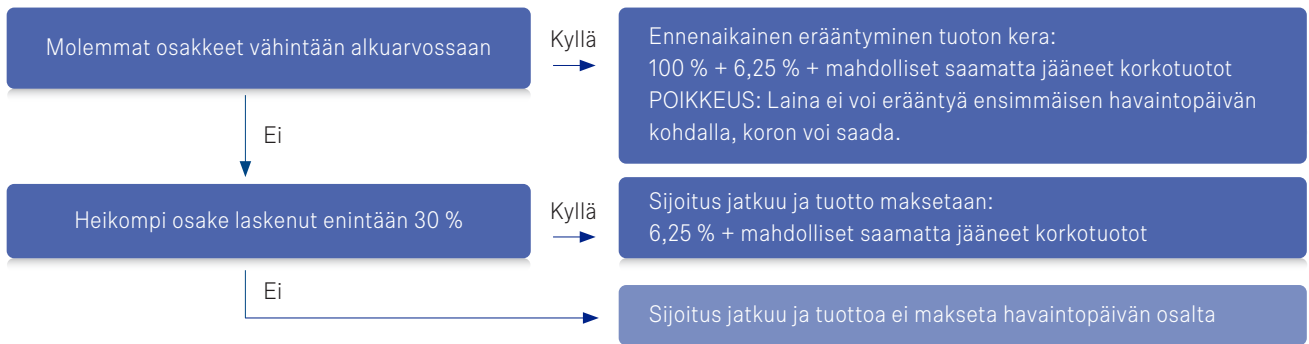 Molemmat osakkeet vähintään alkuarvossaan
Kyllä
Ennenaikainen erääntyminen tuoton kera:
100 % + 6,25 % + mahdolliset saamatta jääneet korkotuotot
POIKKEUS: Laina ei voi erääntyä ensimmäisen havaintopäivän
kohdalla, koron voi saada.
Ei
Heikompi osake laskenut enintään 30 %
Kyllä
Sijoitus jatkuu ja tuotto maksetaan:
6,25 % + mahdolliset saamatta jääneet korkotuotot
Ei
Sijoitus jatkuu ja tuottoa ei makseta havaintopäivän osalta